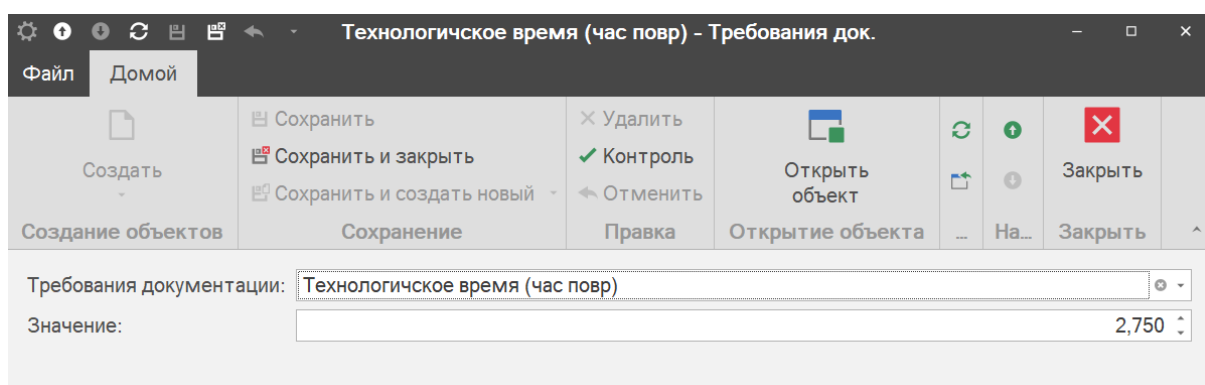 Технологичское время (час повр) - Требования док.
Файл Домой
Создать
Создание объектов
Сохранить
Сохранить и закрыть
Сохранить и создать новый
Сохранение
Удалить
Контроль
Отменить
Правка
Открыть
объект
Открытие объекта
...
На...
Закрыть
Закрыть
Требования документации: Технологичское время (час повр)
Значение: 2,750